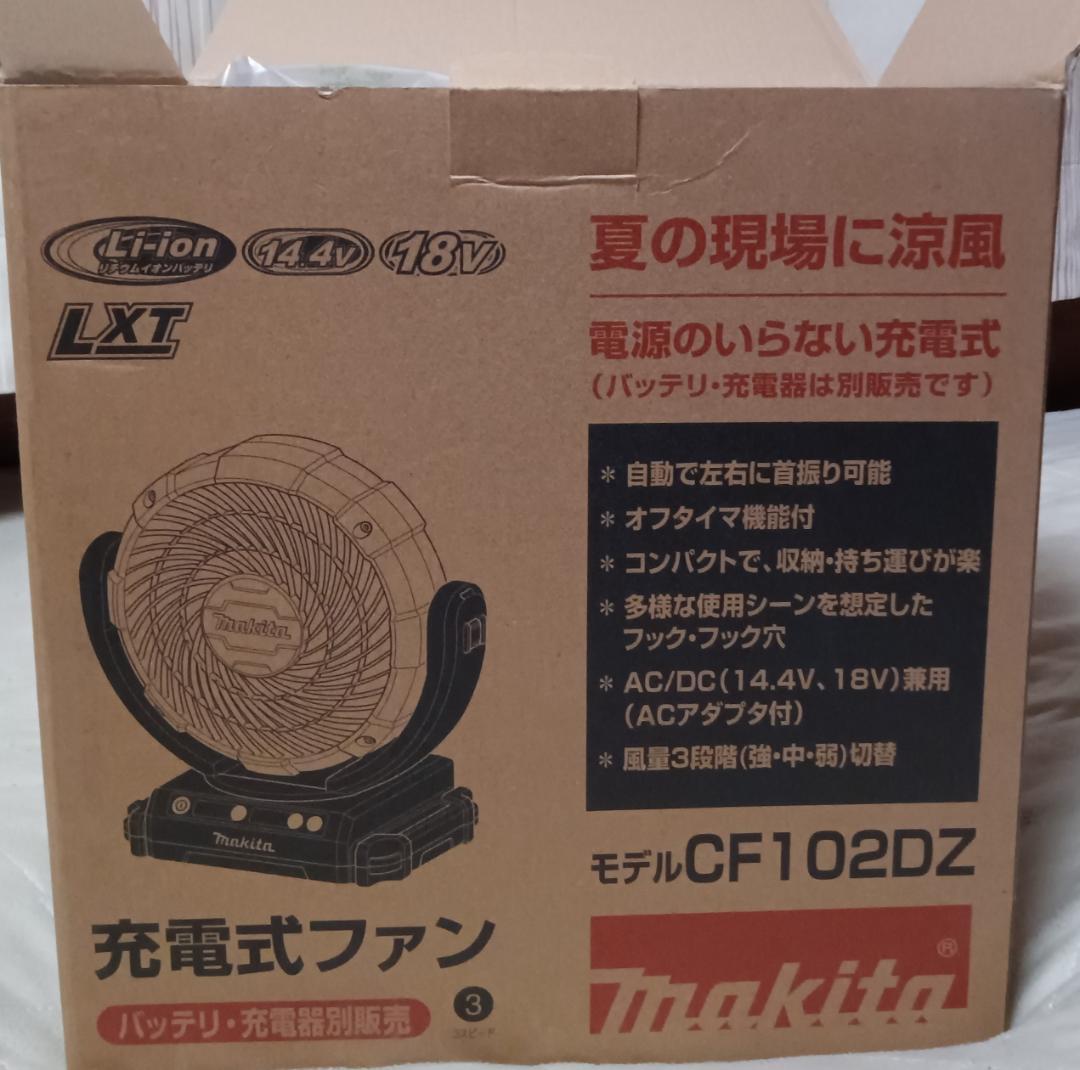 Li-ion
リチウムイオンバッテリ
14.4V
18V
LXT
夏の現場に涼風
電源のいらない充電式
(バッテリ・充電器は別販売です)
* 自動で左右に首振り可能
* オフタイマ機能付
* コンパクトで、収納・持ち運びが楽
* 多様な使用シーンを想定した
フック・フック穴
* AC/DC(14.4V、18V)兼用
(ACアダプタ付)
* 風量3段階(強・中・弱)切替
makita
makita
モデルCF102DZ
充電式ファン
バッテリ・充電器別販売
3
3スピード
makita®